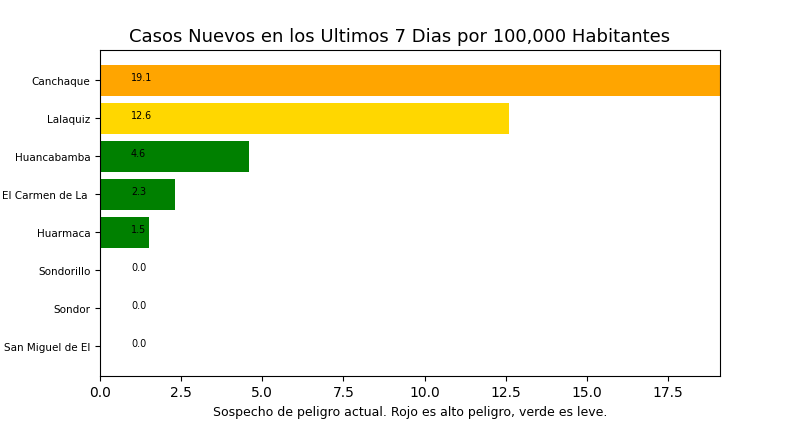 Casos Nuevos en los Ultimos 7 Dias por 100,000 Habitantes
Canchaque 19.1
Lalaquiz 12.6
Huancabamba 4.6
El Carmen de La 2.3
Huarmaca 1.5
Sondorillo 0.0
Sondor 0.0
San Miguel de El 0.0
0.0 2.5 5.0 7.5 10.0 12.5 15.0 17.5
Sospecho de peligro actual. Rojo es alto peligro, verde es leve.